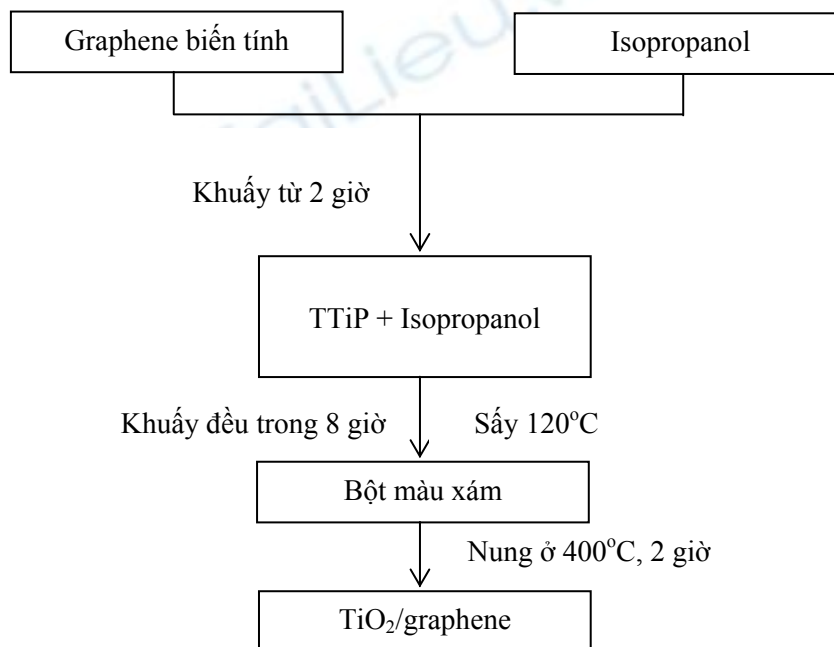 Graphene biến tính
Isopropanol
Khuấy từ 2 giờ
TTiP + Isopropanol
Khuấy đều trong 8 giờ
Sấy 120°C
Bột màu xám
Nung ở 400°C, 2 giờ
TiO₂/graphene